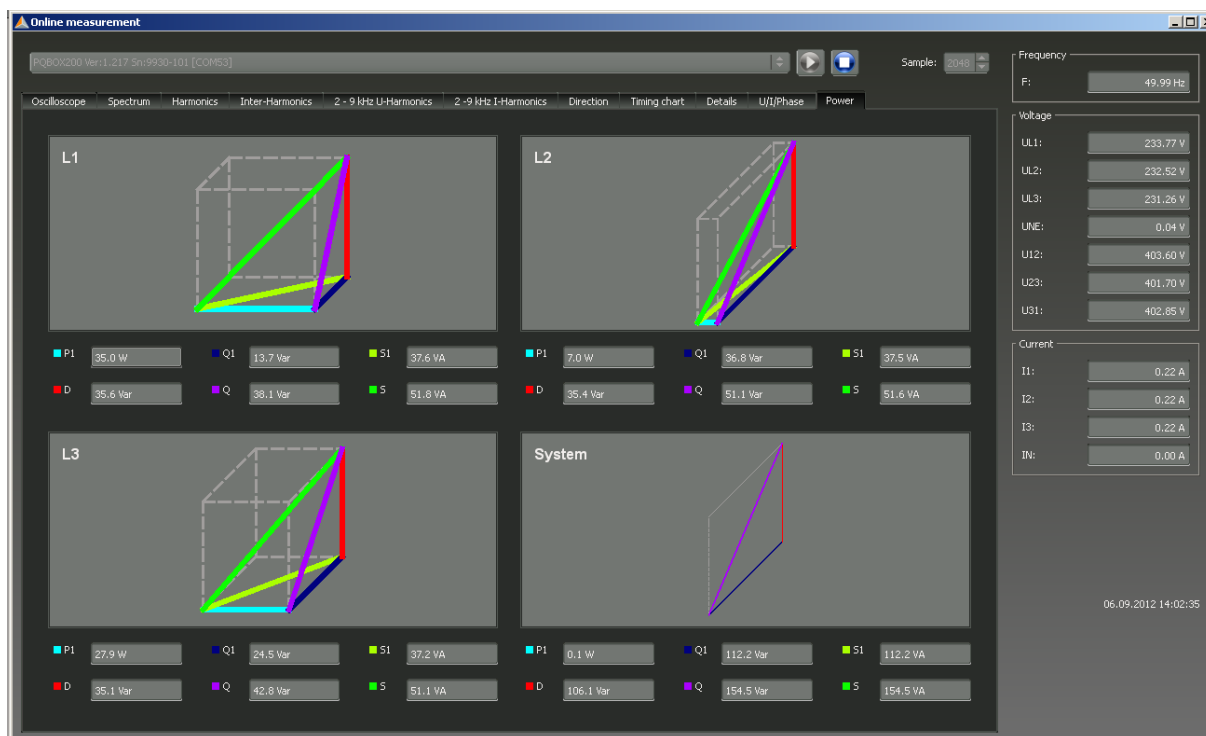 Online measurement
PQBOX200 Ver:1.217 Sn:9930-101 [COM53]
Sample: 2048
Oscilloscope Spectrum Harmonics Inter-Harmonics 2 - 9 kHz U-Harmonics 2 -9 kHz I-Harmonics Direction Timing chart Details U/I/Phase Power
L1
P1 35.0 W Q1 13.7 Var S1 37.6 VA
D 35.6 Var Q 38.1 Var S 51.8 VA
L2
P1 7.0 W Q1 36.8 Var S1 37.5 VA
D 35.4 Var Q 51.1 Var S 51.6 VA
L3
P1 27.9 W Q1 24.5 Var S1 37.2 VA
D 35.1 Var Q 42.8 Var S 51.1 VA
System
P1 0.1 W Q1 112.2 Var S1 112.2 VA
D 106.1 Var Q 154.5 Var S 154.5 VA
Frequency
F: 49.99 Hz
Voltage
UL1: 233.77 V
UL2: 232.52 V
UL3: 231.26 V
UNE: 0.04 V
U12: 403.60 V
U23: 401.70 V
U31: 402.85 V
Current
I1: 0.22 A
I2: 0.22 A
I3: 0.22 A
IN: 0.00 A
06.09.2012 14:02:35